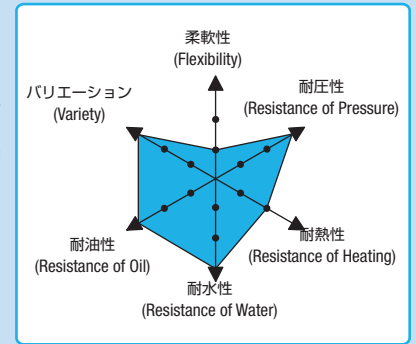 柔軟性
(Flexibility)
耐圧性
(Resistance of Pressure)
バリエーション
(Variety)
耐熱性
(Resistance of Heating)
耐油性
(Resistance of Oil)
耐水性
(Resistance of Water)